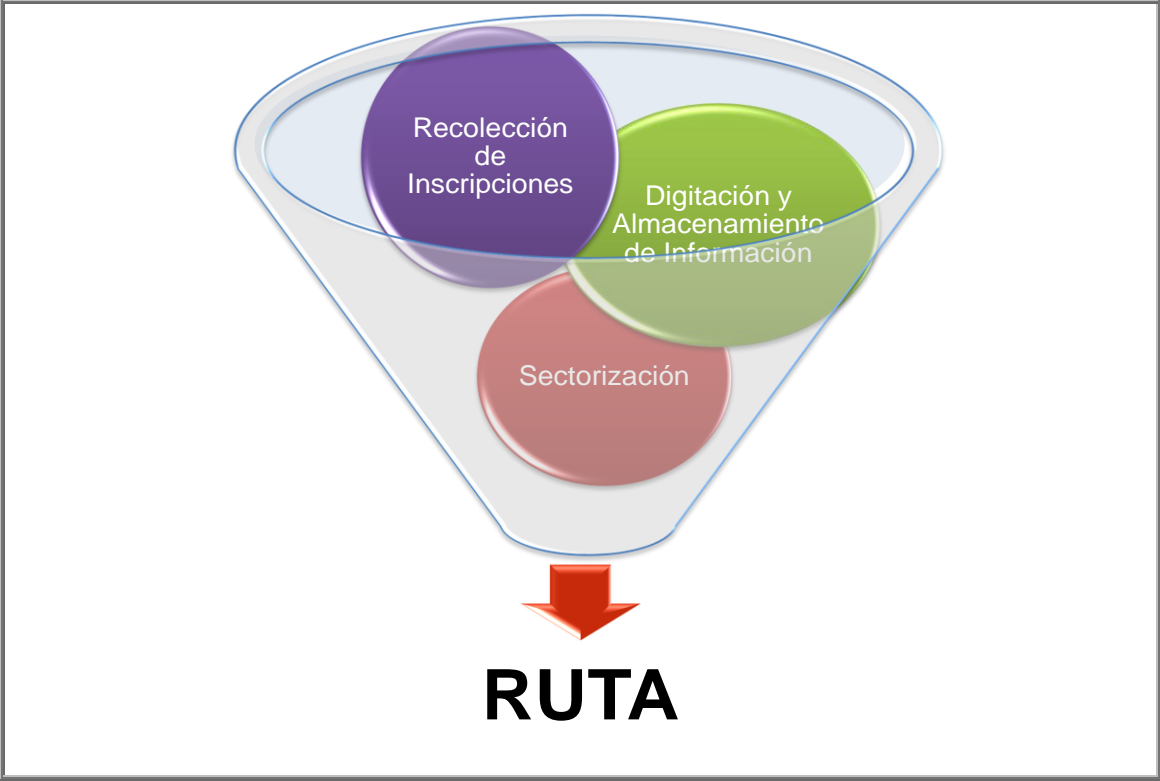 Recolección
de
Inscripciones
Digitación y
Almacenamiento
de Información
Sectorización
RUTA